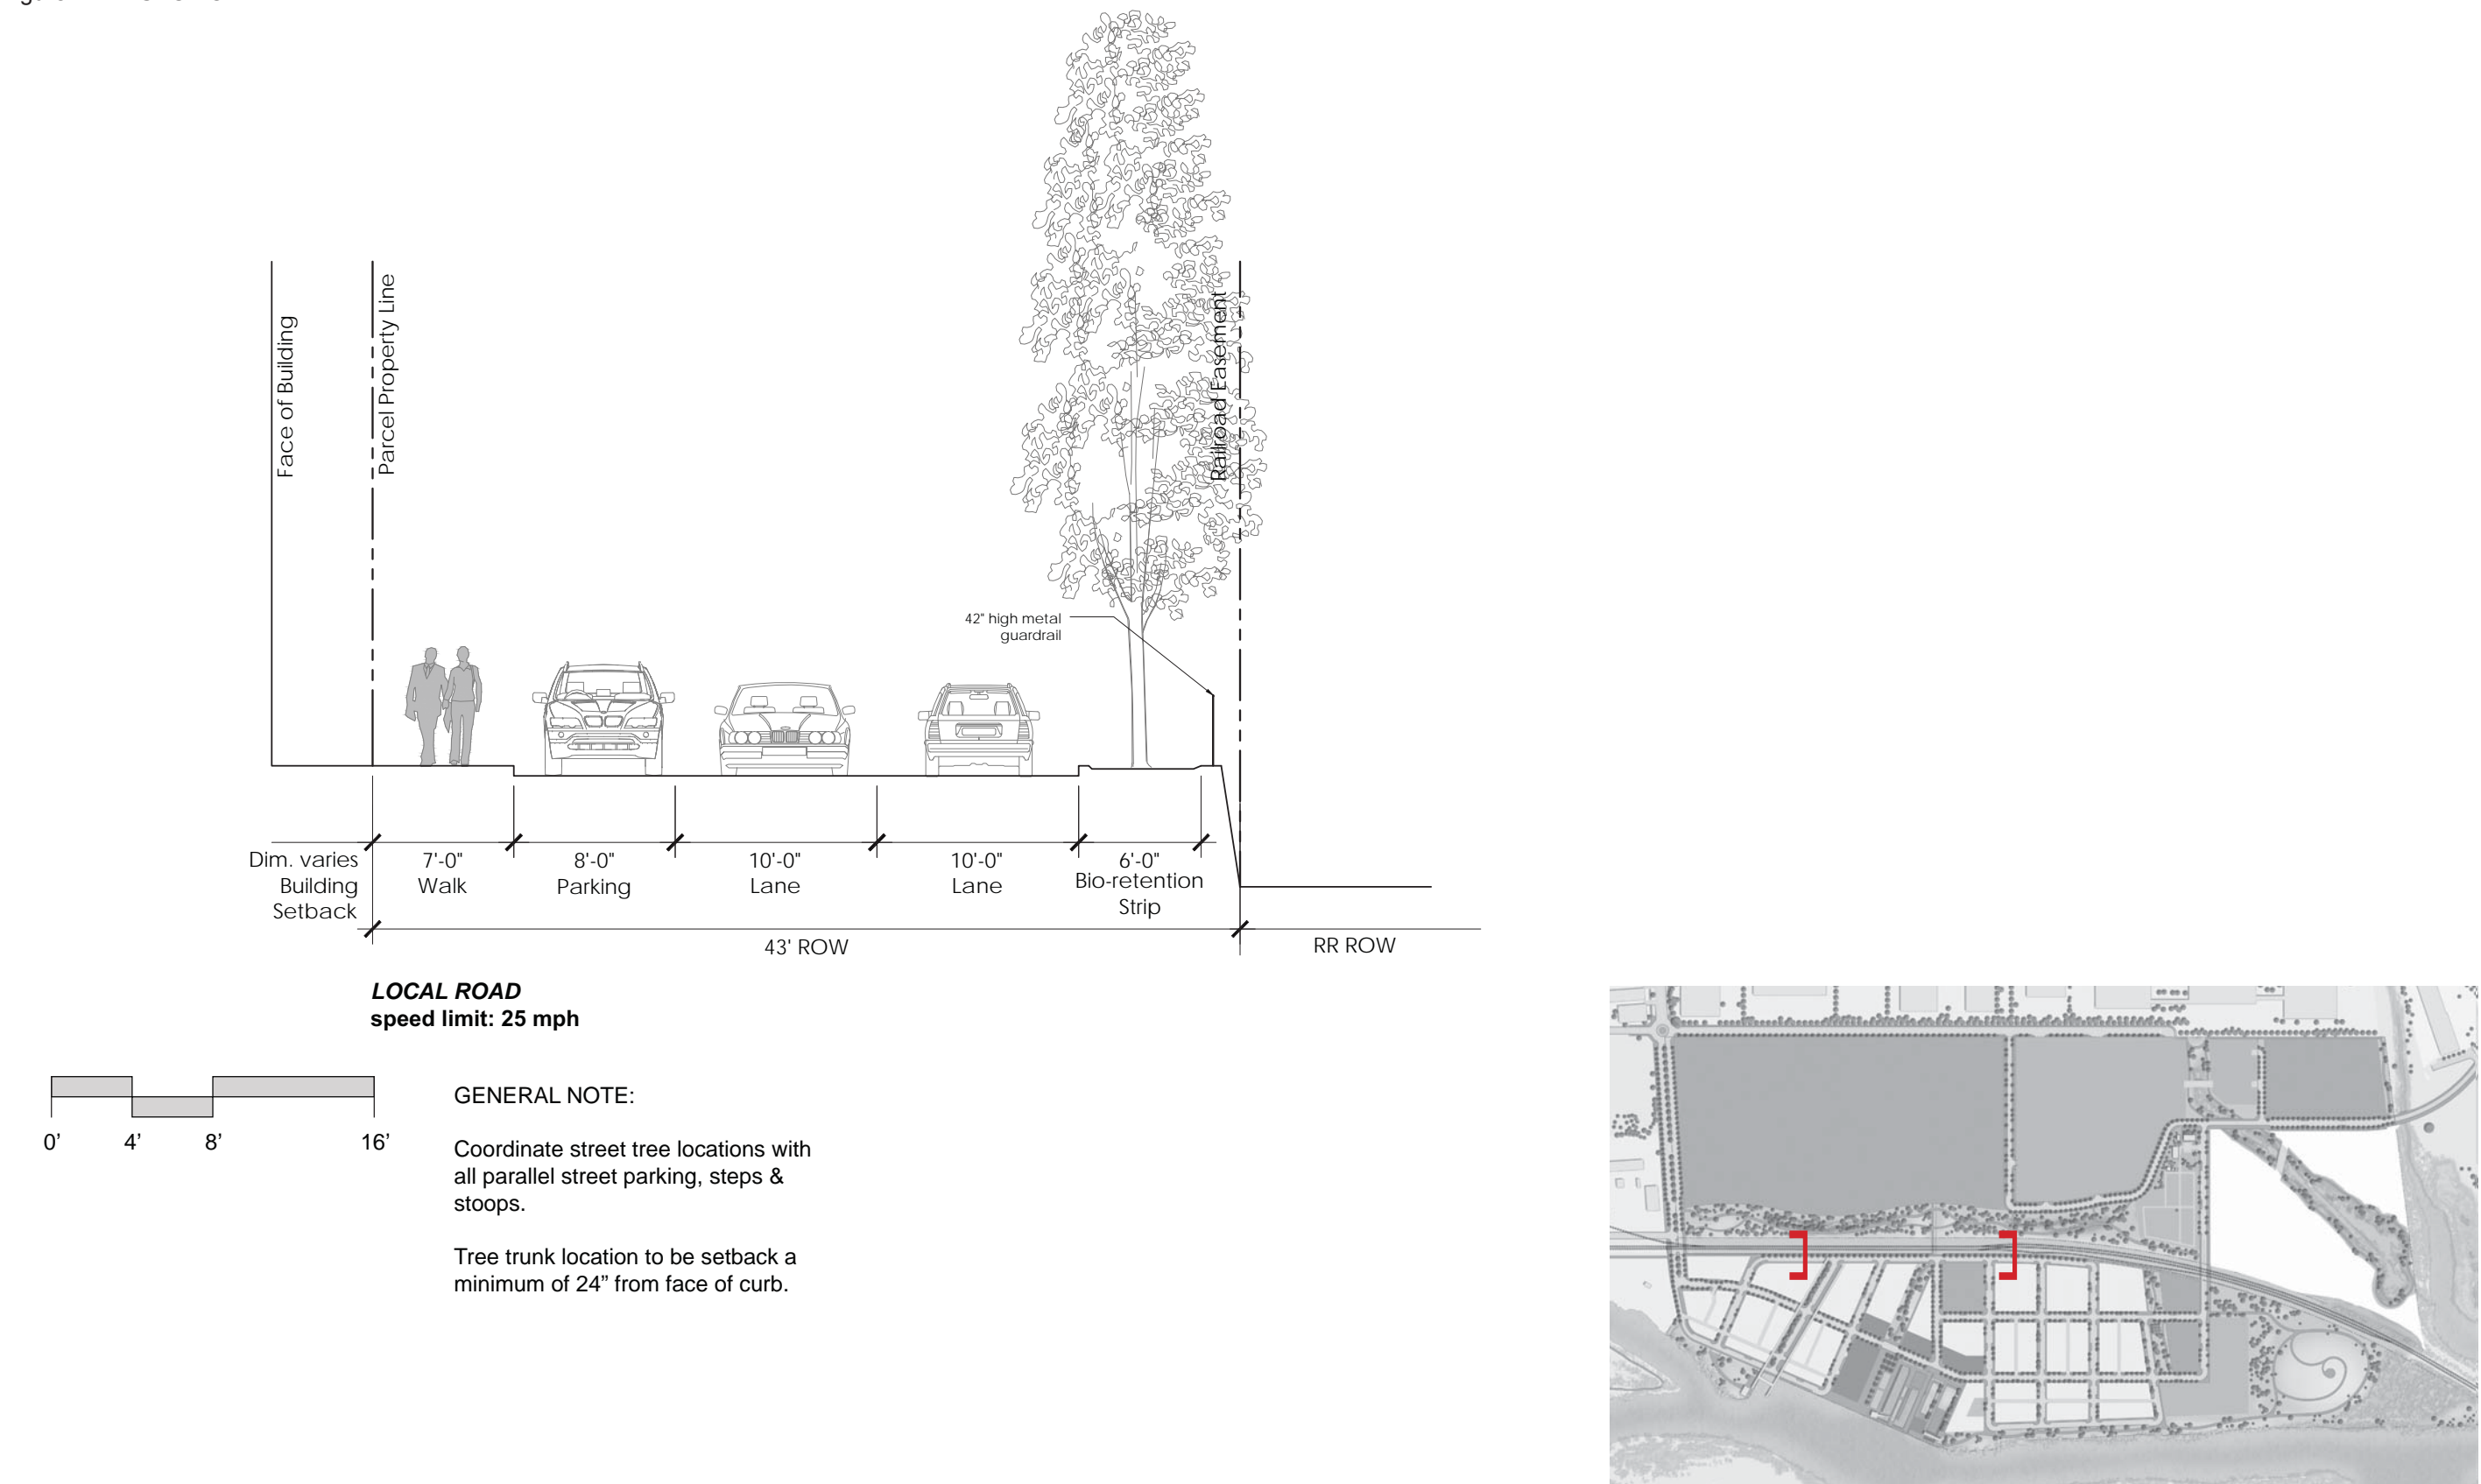 Face of Building
Parcel Property Line
Railroad Easement
42" high metal
guardrail
Dim. varies
Building
Setback
7'-0"
Walk
8'-0"
Parking
10'-0"
Lane
10'-0"
Lane
6'-0"
Bio-retention
Strip
43' ROW
RR ROW
LOCAL ROAD
speed limit: 25 mph
0’
4’
8’
16’
GENERAL NOTE:
Coordinate street tree locations with
all parallel street parking, steps &
stoops.
Tree trunk location to be setback a
minimum of 24” from face of curb.